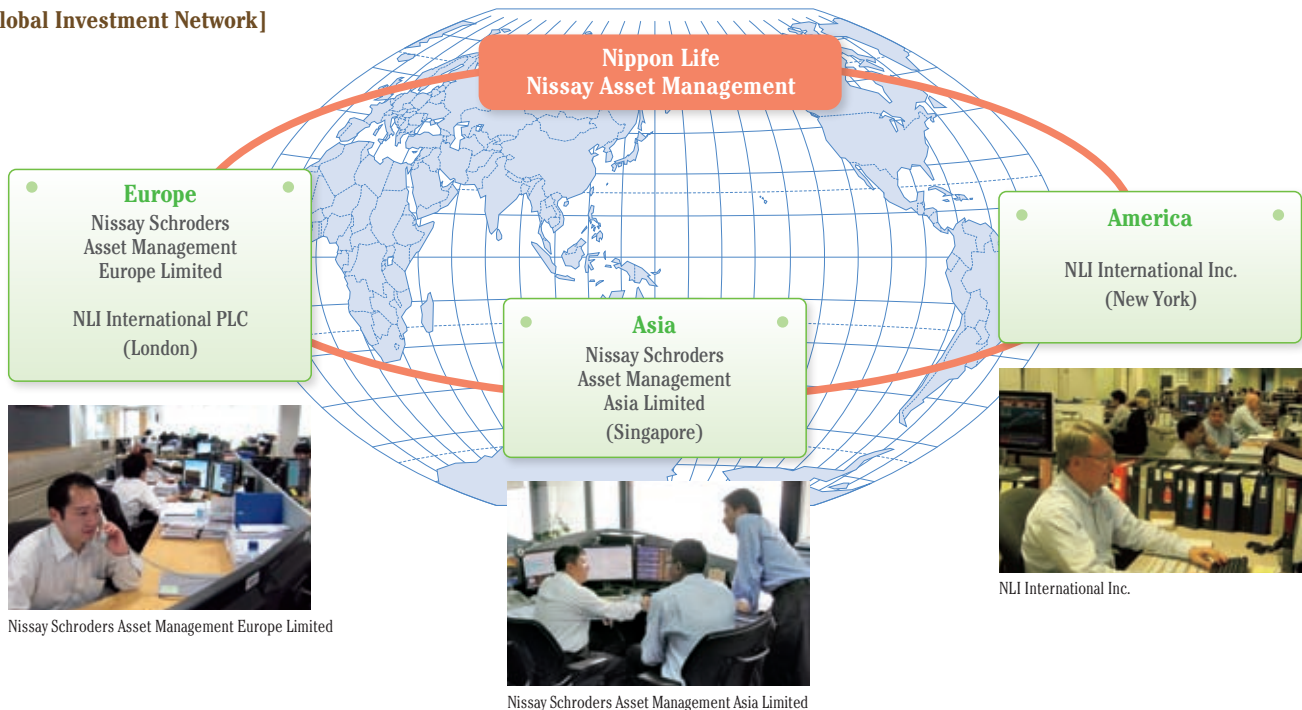 lobal Investment Network]
Nippon Life
Nissay Asset Management
Europe
Nissay Schroders
Asset Management
Europe Limited
NLI International PLC
(London)
Asia
Nissay Schroders
Asset Management
Asia Limited
(Singapore)
America
NLI International Inc.
(New York)
Nissay Schroders Asset Management Europe Limited
Nissay Schroders Asset Management Asia Limited
NLI International Inc.